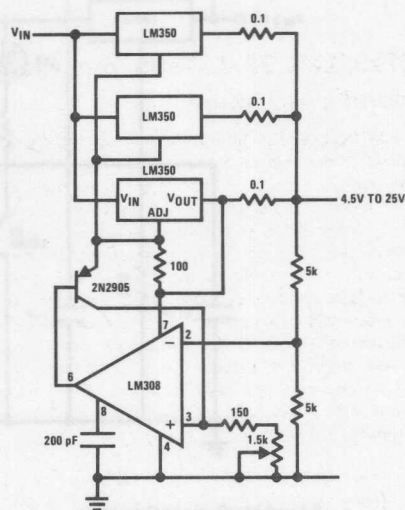 VIN
LM350
0.1
LM350
0.1
LM350
VIN
VOUT
ADJ
0.1
4.5V TO 25V
100
5k
2N2905
7
2
−
6
LM308
8
3
+
4
150
1.5k
5k
200 pF